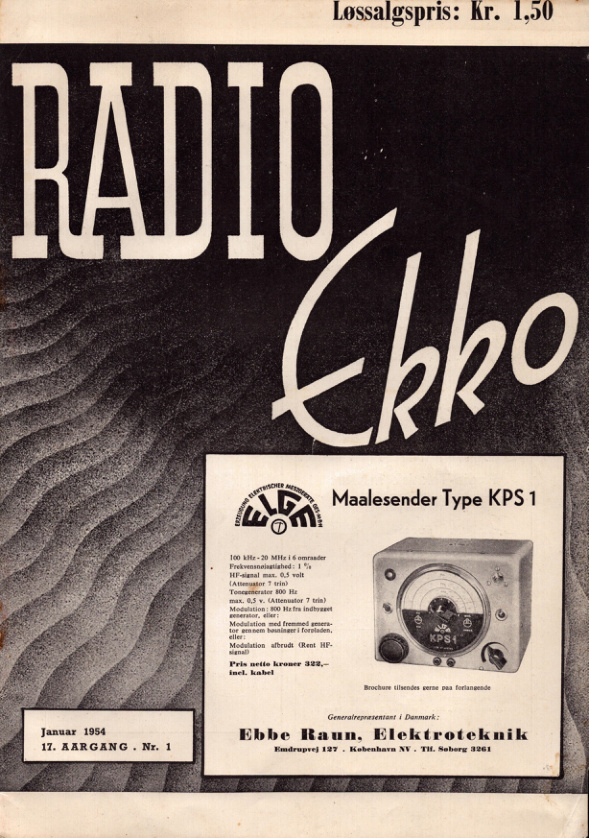 Løssalgspris: Kr. 1,50
RADIO
Ekko
ELGE
Maalesender Type KPS 1
100 kHz - 20 MHz i 6 omraader
Frekvensnøjagtighed: 1 %
HF-signal max. 0,5 volt
(Attenuator 7 trin)
Tonegenerator 800 Hz
max. 0,5 v. (Attenuator 7 trin)
Modulation: 800 Hz fra indbygget
generator, eller:
Modulation med fremmed genera-
tor gennem bøsninger i forpladen,
eller:
Modulation afbrudt (Rent HF-
signal)
Pris netto kroner 322,–
incl. kabel
ELGE
KPS 1
Brochure tilsendes gerne paa forlangende
Generalrepræsentant i Danmark:
Ebbe Raun, Elektroteknik
Emdrupvej 127 . København NV . Tlf. Søborg 3261
Januar 1954
17. AARGANG . Nr. 1